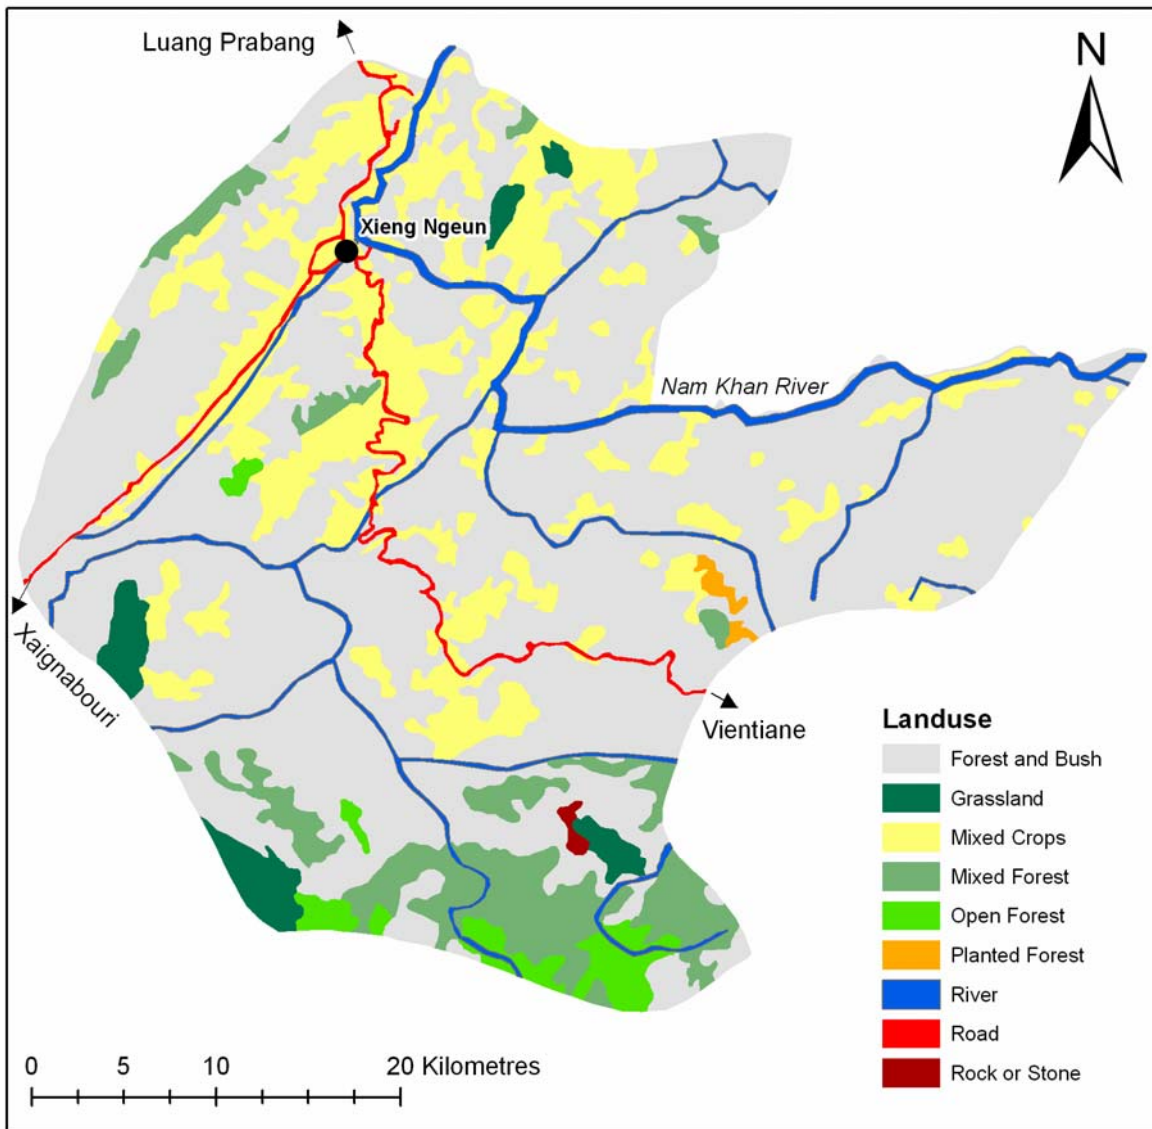 Luang Prabang
N
Xieng Ngeun
Nam Khan River
Xaignabouri
Vientiane
Landuse
Forest and Bush
Grassland
Mixed Crops
Mixed Forest
Open Forest
Planted Forest
River
Road
Rock or Stone
0 5 10 20 Kilometres